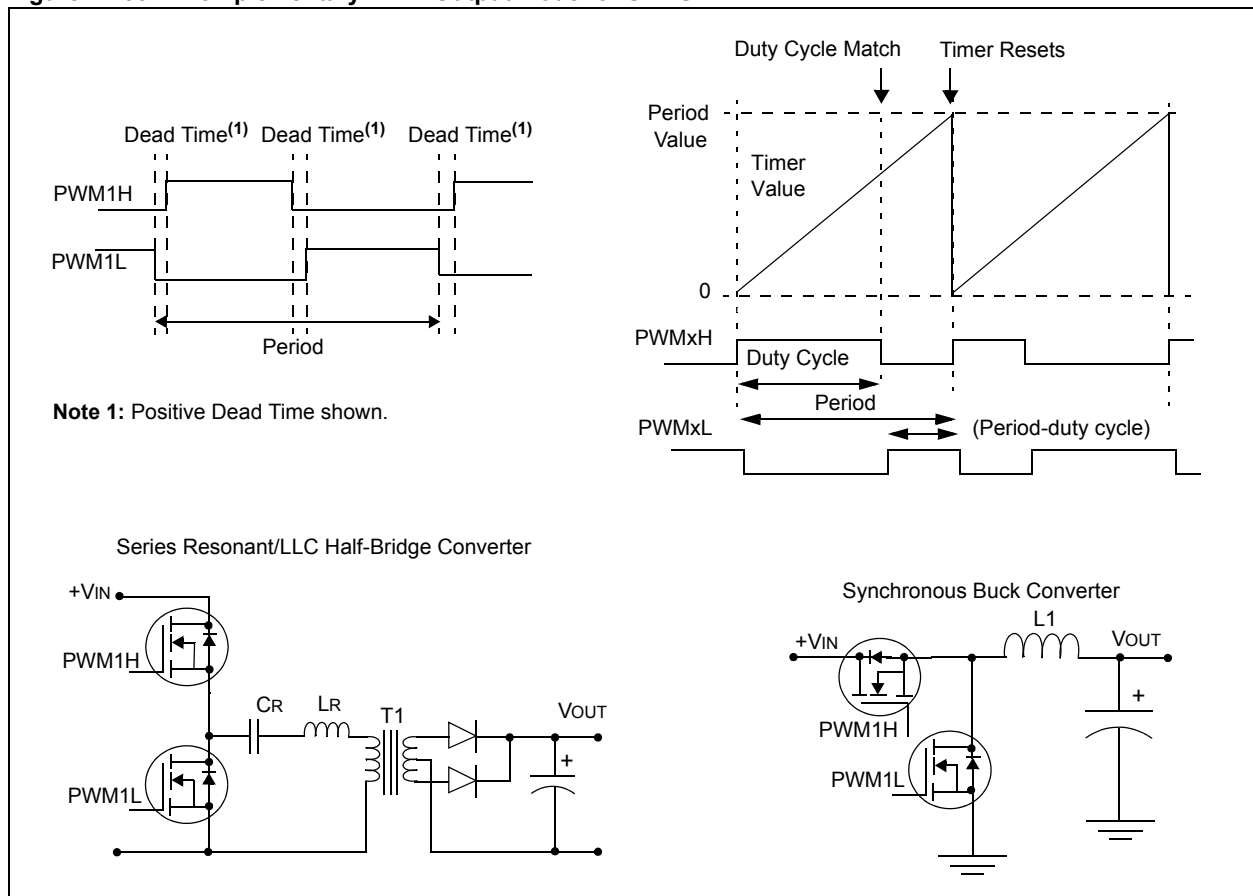 Duty Cycle Match Timer Resets
Period
Value
Dead Time(1) Dead Time(1) Dead Time(1)
Timer
Value
PWM1H
PWM1L
0
PWMxH
Duty Cycle
Period
Period
Note 1: Positive Dead Time shown.
PWMxL
(Period-duty cycle)
Series Resonant/LLC Half-Bridge Converter
+VIN
PWM1H
CR
LR
T1
VOUT
+
PWM1L
Synchronous Buck Converter
L1
+VIN
VOUT
+
PWM1H
PWM1L